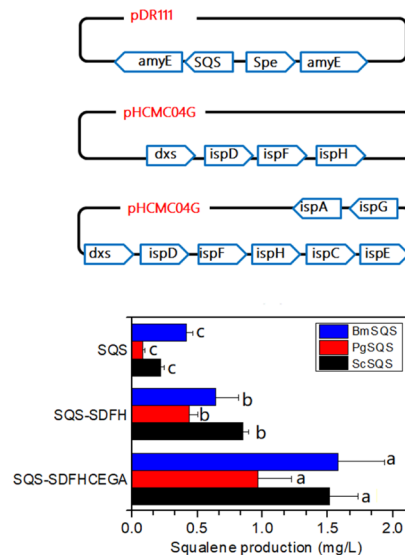 pDR111
amyE SQS Spe amyE
pHCMC04G
dxs ispD ispF ispH
ispA ispG
pHCMC04G
dxs ispD ispF ispH ispC ispE
BmSQS
PgSQS
ScSQS
SQS
c
c
c
SQS-SDFH
b
b
b
SQS-SDFHCEGA
a
a
a
0.0 0.5 1.0 1.5 2.0
Squalene production (mg/L)